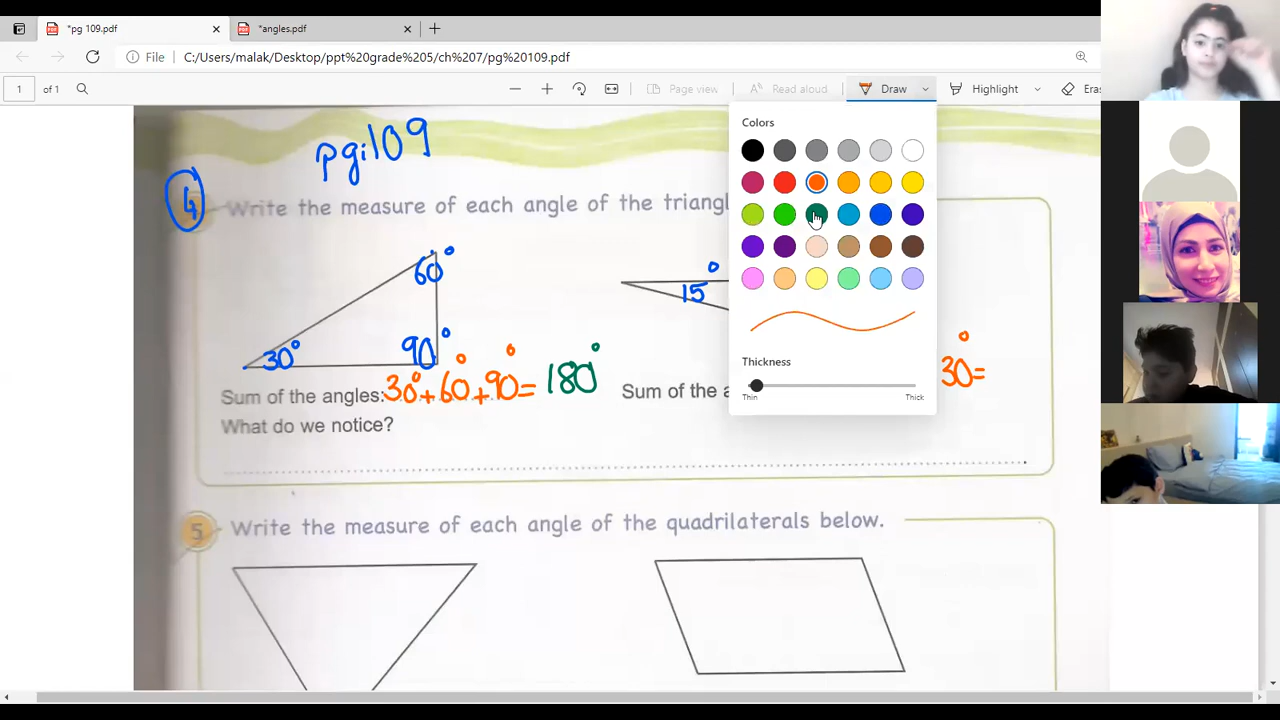 *pg 109.pdf
*angles.pdf
File C:/Users/malak/Desktop/ppt%20grade%205/ch%207/pg%20109.pdf
1 of 1 Page view Read aloud Draw Highlight Eras
Colors
Thickness
Thin Thick
pg:109
4 Write the measure of each angle of the triangl
60°
30°
90°
15°
Sum of the angles: 30°+60°+90°= 180°
Sum of the a
30°=
What do we notice?
5 Write the measure of each angle of the quadrilaterals below.